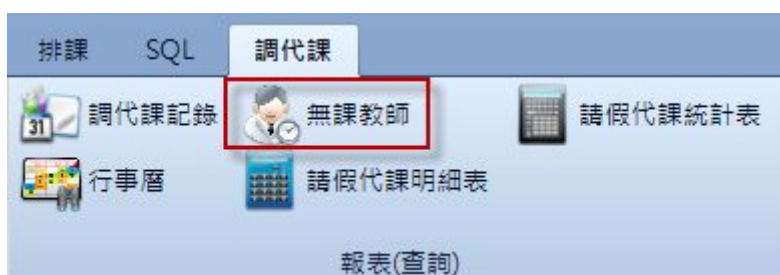 排課 SQL 調代課
調代課記錄 無課教師 請假代課統計表
行事曆 請假代課明細表
報表(查詢)
31